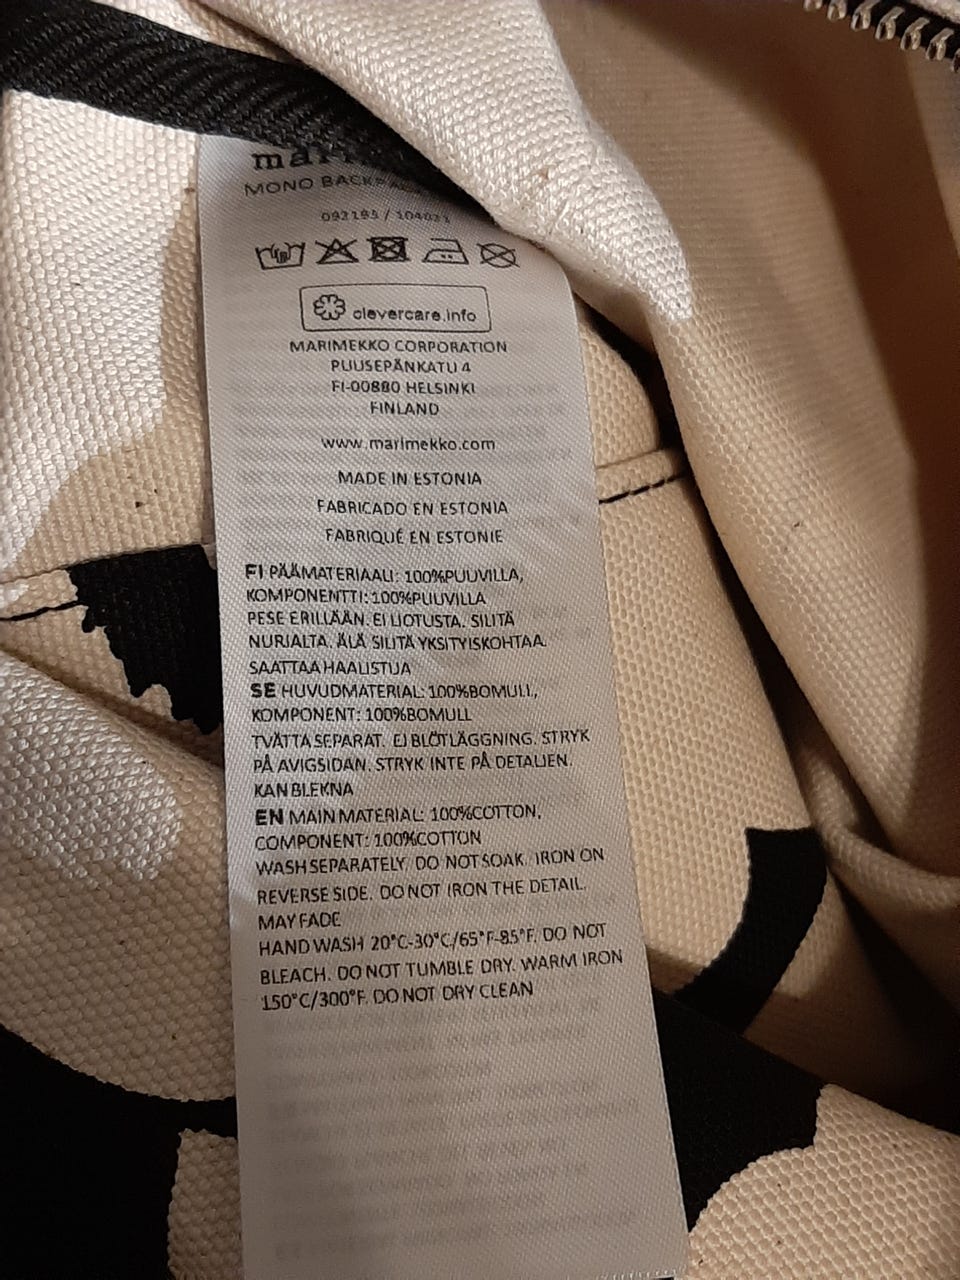 MONO
092195 /
clevercare.info
MARIMEKKO CORPORATION
PUUSEPÄNKATU 4
FI-00880 HELSINKI
FINLAND
www.marimekko.com
MADE IN ESTONIA
FABRICADO EN ESTONIA
FABRIQUÉ EN ESTONIE
FI PÄÄMATERIAALI: 100%PUUVILLA,
KOMPONENTTI:100%PUUVILLA
PESE ERILLÄÄN. EI LIOTUSTA. SILITÄ
NURJALTA. ÄLÄ SILITÄ YKSITYISKOHTAA.
SAATTAA HAALISTUA
SE HUVUDMATERIAL: 100%BOMULL,
KOMPONENT: 100%BOMULL
TVÄTTA SEPARAT. EJ BLÖTLÄGGNING. STRYK
PÅ AVIGSIDAN. STRYK INTE PÅ DETALJEN.
KAN BLEKNA
EN MAIN MATERIAL: 100%COTTON,
COMPONENT: 100%COTTON
WASH SEPARATELY. DO NOT SOAK. IRON ON
REVERSE SIDE. DO NOT IRON THE DETAIL.
MAY FADE
HAND WASH 20°C-30°C/65°F-85°F. DO NOT
BLEACH. DO NOT TUMBLE DRY. WARM IRON
150°C/300°F. DO NOT DRY CLEAN